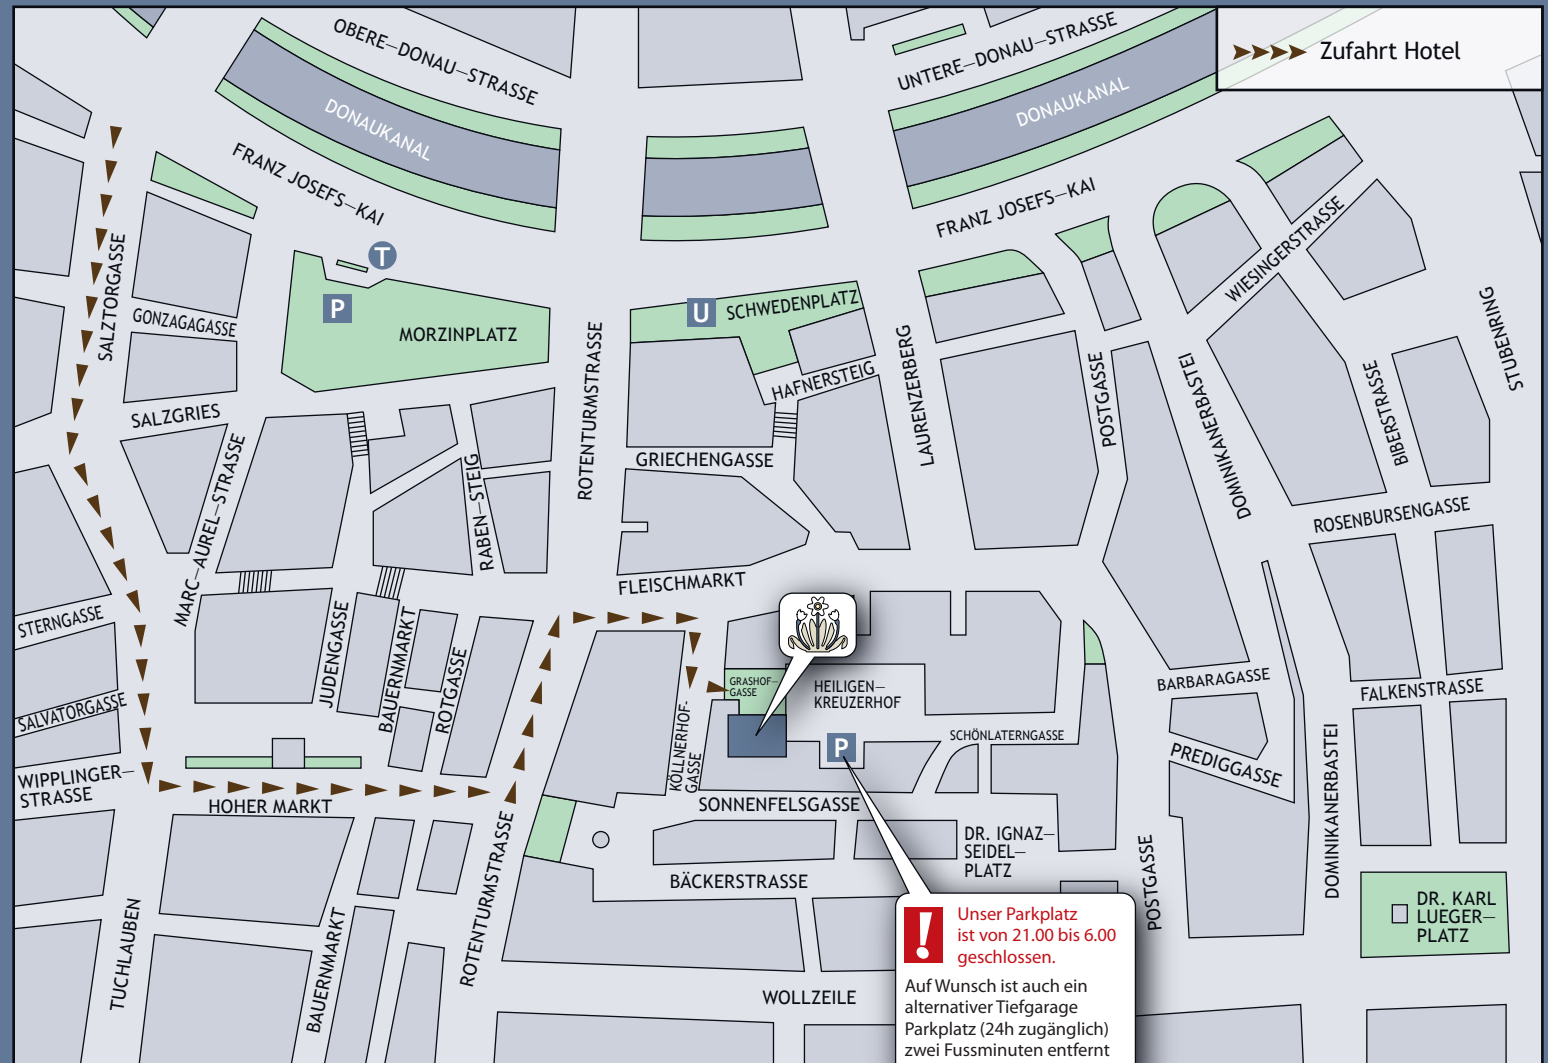 Zufahrt Hotel
OBERE–DONAU–STRASSE
UNTERE–DONAU–STRASSE
DONAUKANAL
DONAUKANAL
FRANZ JOSEFS–KAI
FRANZ JOSEFS–KAI
T
P
MORZINPLATZ
U
SCHWEDENPLATZ
SALZTORGASSE
GONZAGAGASSE
SALZGRIES
HAFNERSTEIG
ROTENTURMSTRASSE
LAURENZERBERG
POSTGASSE
DOMINIKANERBASTEI
WIESINGERSTRASSE
BIBERSTRASSE
STUBENRING
GRIECHENGASSE
MARC–AUREL–STRASSE
RABEN–STEIG
ROSENBURSENGASSE
FLEISCHMARKT
STERNGASSE
SALVATORGASSE
JUDENGASSE
BAUERNMARKT
ROTGASSE
GRASHOF–
GASSE
HEILIGEN–
KREUZERHOF
BARBARAGASSE
FALKENSTRASSE
SCHÖNLATERNGASSE
P
KÖLLNERHOF-
GASSE
PREDIGGASSE
DOMINIKANERBASTEI
WIPPLINGER–
STRASSE
HOHER MARKT
SONNENFELSGASSE
DR. IGNAZ–
SEIDEL–
PLATZ
BÄCKERSTRASSE
ROTENTURMSTRASSE
POSTGASSE
TUCHLAUBEN
BAUERNMARKT
DR. KARL
LUEGER–
PLATZ
WOLLZEILE
!
Unser Parkplatz
ist von 21.00 bis 6.00
geschlossen.
Auf Wunsch ist auch ein
alternativer Tiefgarage
Parkplatz (24h zugänglich)
zwei Fussminuten entfernt